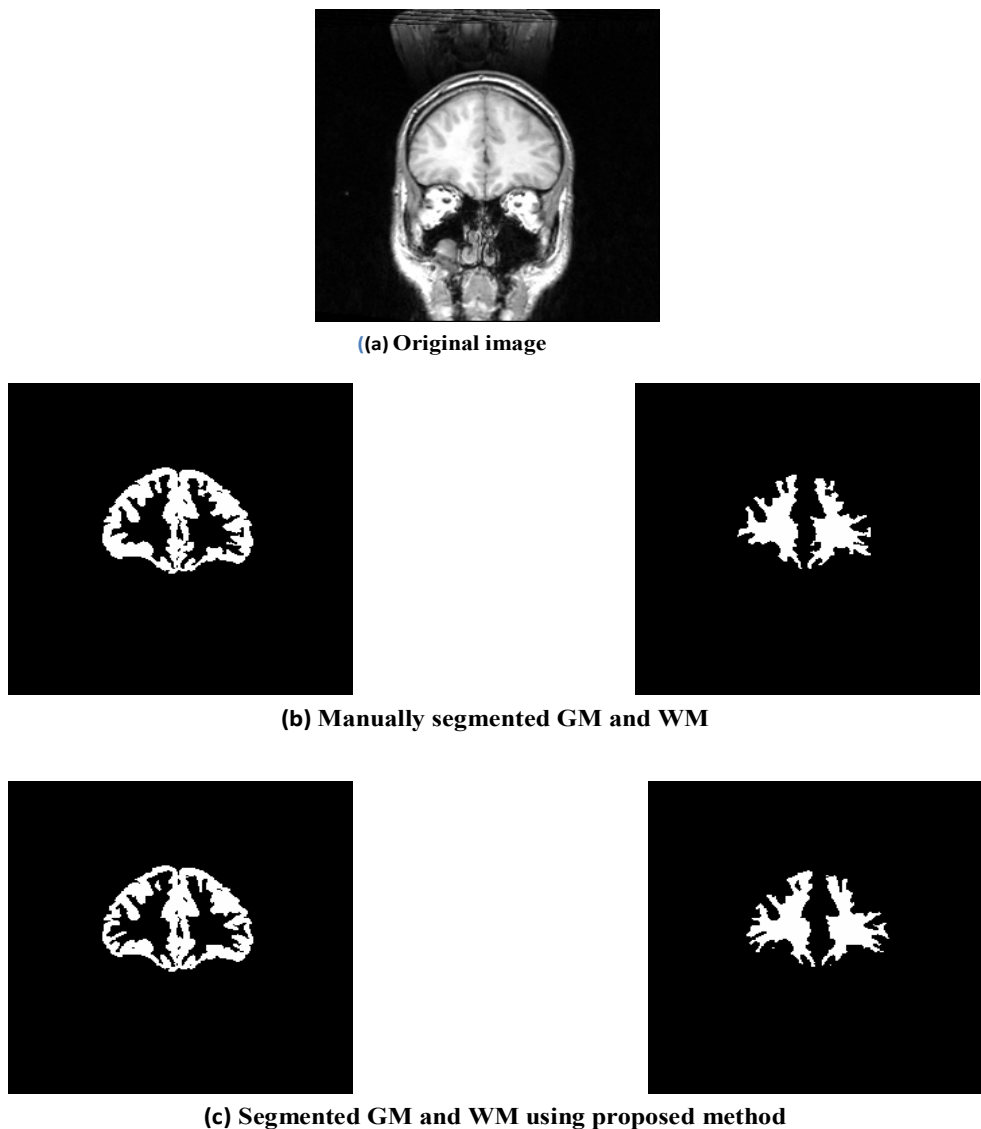 ((a) Original image
(b) Manually segmented GM and WM
(c) Segmented GM and WM using proposed method